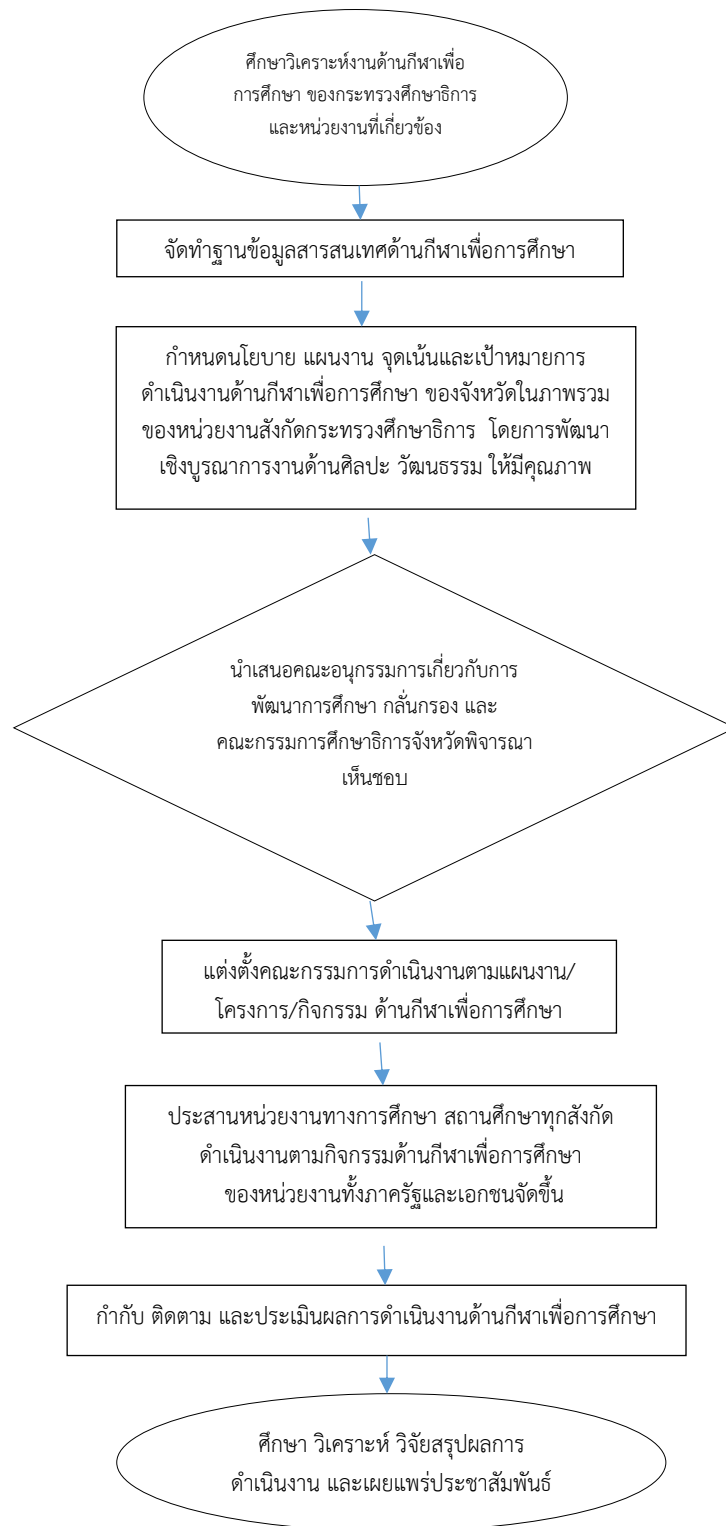 ศึกษาวิเคราะห์งานด้านกีฬาเพื่อ
การศึกษา ของกระทรวงศึกษาธิการ
และหน่วยงานที่เกี่ยวข้อง
จัดทำฐานข้อมูลสารสนเทศด้านกีฬาเพื่อการศึกษา
กำหนดนโยบาย แผนงาน จุดเน้นและเป้าหมายการ
ดำเนินงานด้านกีฬาเพื่อการศึกษา ของจังหวัดในภาพรวม
ของหน่วยงานสังกัดกระทรวงศึกษาธิการ โดยการพัฒนา
เชิงบูรณาการงานด้านศิลปะ วัฒนธรรม ให้มีคุณภาพ
นำเสนอคณะอนุกรรมการเกี่ยวกับการ
พัฒนาการศึกษา กลั่นกรอง และ
คณะกรรมการศึกษาธิการจังหวัดพิจารณา
เห็นชอบ
แต่งตั้งคณะกรรมการดำเนินงานตามแผนงาน/
โครงการ/กิจกรรม ด้านกีฬาเพื่อการศึกษา
ประสานหน่วยงานทางการศึกษา สถานศึกษาทุกสังกัด
ดำเนินงานตามกิจกรรมด้านกีฬาเพื่อการศึกษา
ของหน่วยงานทั้งภาครัฐและเอกชนจัดขึ้น
กำกับ ติดตาม และประเมินผลการดำเนินงานด้านกีฬาเพื่อการศึกษา
ศึกษา วิเคราะห์ วิจัยสรุปผลการ
ดำเนินงาน และเผยแพร่ประชาสัมพันธ์